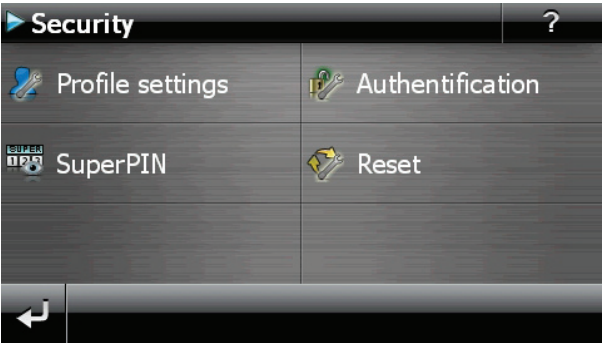 Security ?
Profile settings
Authentification
SUPER
123
SuperPIN
Reset